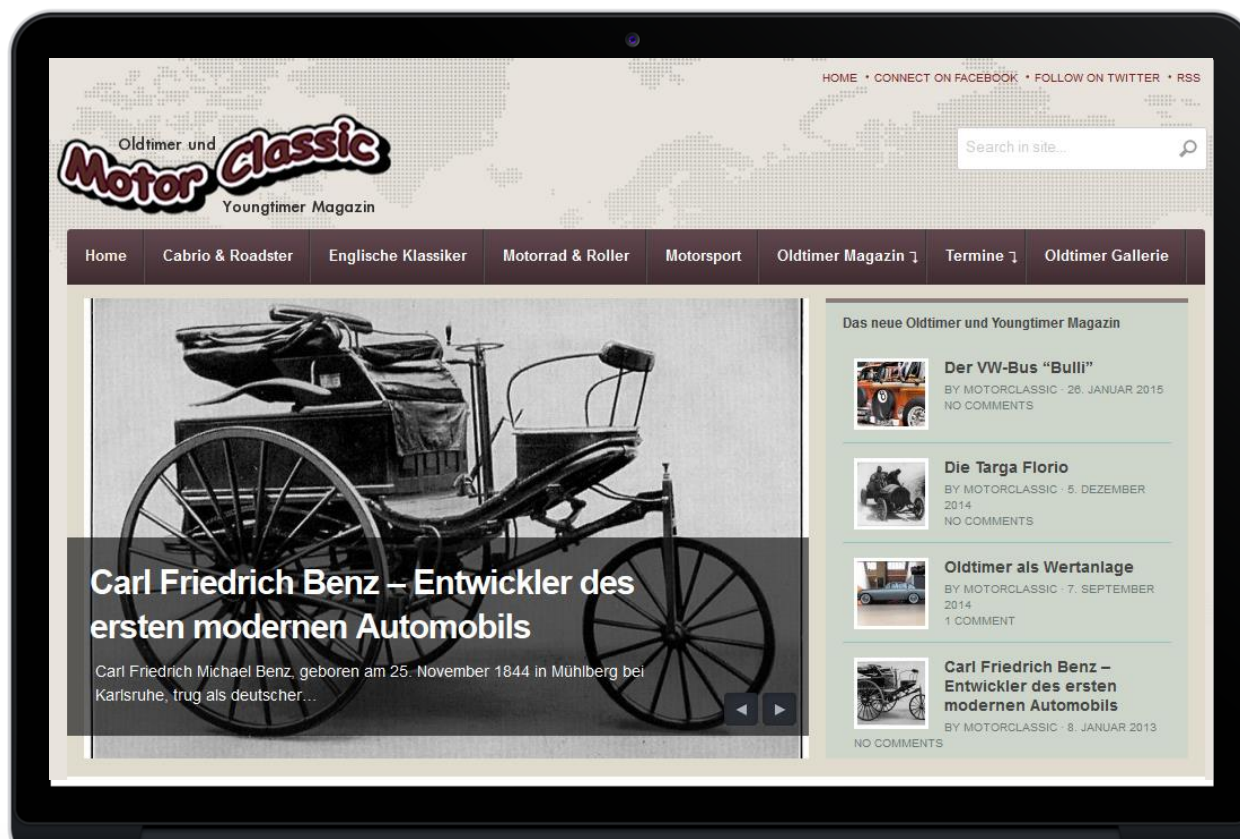 HOME • CONNECT ON FACEBOOK • FOLLOW ON TWITTER • RSS
Oldtimer und
Motor Classic
Youngtimer Magazin
Search in site...
Home Cabrio & Roadster Englische Klassiker Motorrad & Roller Motorsport Oldtimer Magazin Termine Oldtimer Gallerie
Carl Friedrich Benz – Entwickler des
ersten modernen Automobils
Carl Friedrich Michael Benz, geboren am 25. November 1844 in Mühlberg bei
Karlsruhe, trug als deutscher...
Das neue Oldtimer und Youngtimer Magazin
Der VW-Bus “Bulli”
BY MOTORCLASSIC · 26. JANUAR 2015
NO COMMENTS
Die Targa Florio
BY MOTORCLASSIC · 5. DEZEMBER
2014
NO COMMENTS
Oldtimer als Wertanlage
BY MOTORCLASSIC · 7. SEPTEMBER
2014
1 COMMENT
Carl Friedrich Benz –
Entwickler des ersten
modernen Automobils
BY MOTORCLASSIC · 8. JANUAR 2013
NO COMMENTS